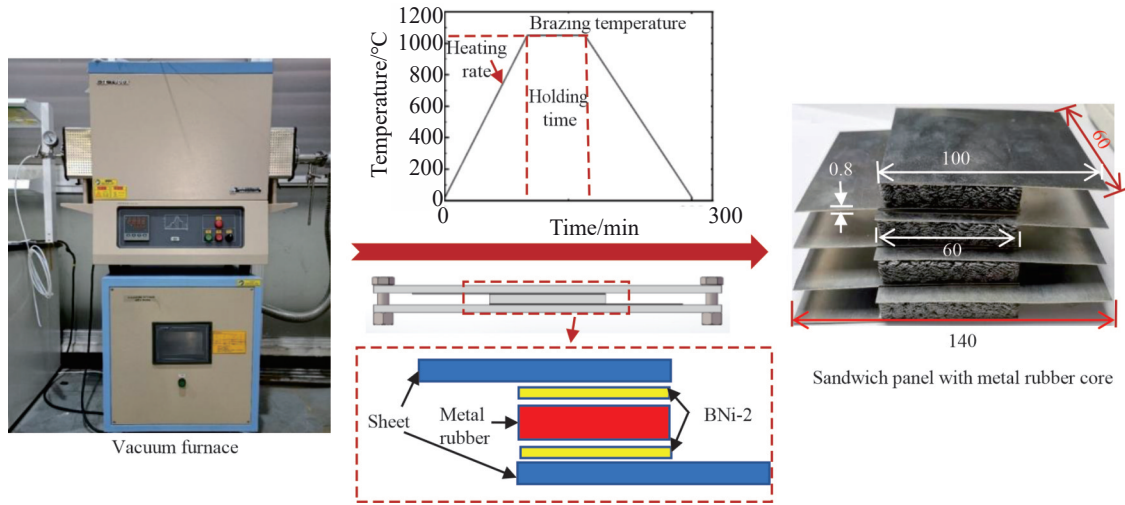 Vacuum furnace
Temperature/°C
1200
1000
800
600
400
200
0
Brazing temperature
Heating
rate
Holding
time
0
300
Time/min
Sheet
Metal
rubber
BNi-2
0.8
100
60
60
140
Sandwich panel with metal rubber core